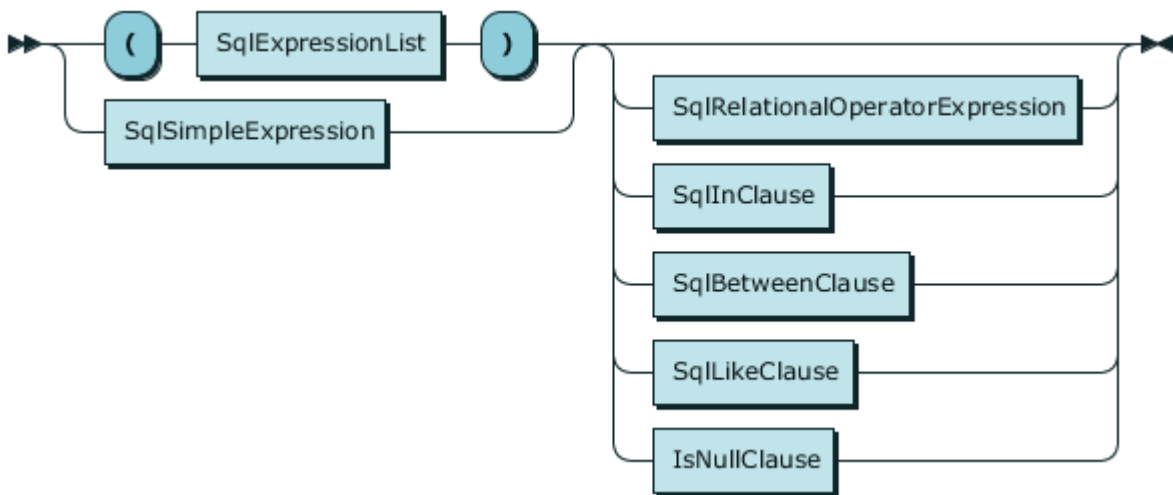 ( SqlExpressionList )
SqlSimpleExpression
SqlRelationalOperatorExpression
SqlInClause
SqlBetweenClause
SqlLikeClause
IsNullClause